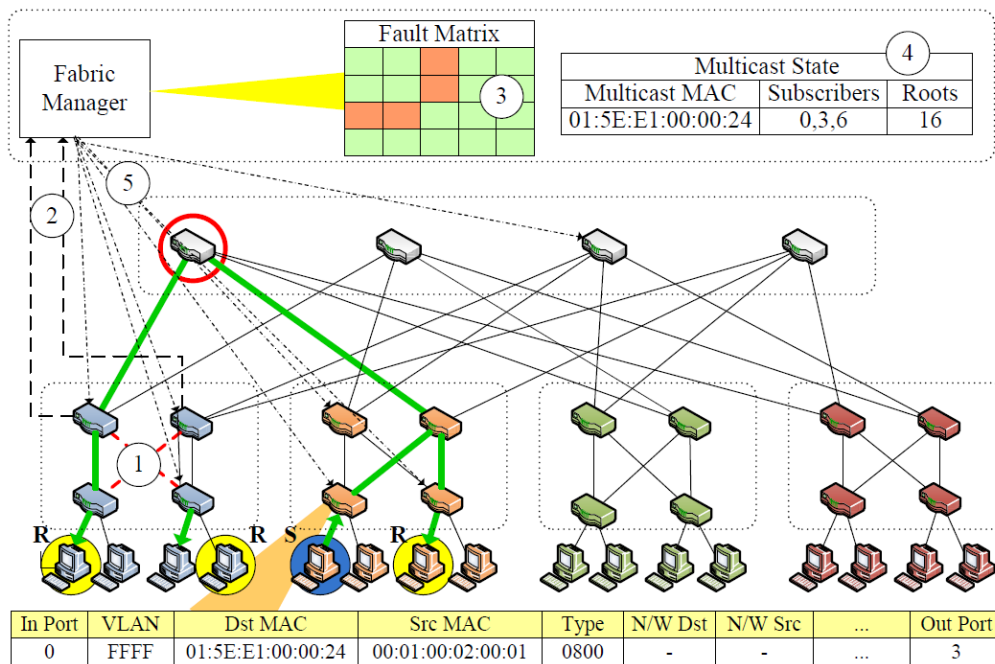 Fabric
Manager
Fault Matrix
3
4
Multicast State
Multicast MAC Subscribers Roots
01:5E:E1:00:00:24 0,3,6 16
2
5
1
R
R
S
R
In Port VLAN Dst MAC Src MAC Type N/W Dst N/W Src ... Out Port
0 FFFF 01:5E:E1:00:00:24 00:01:00:02:00:01 0800 - - ... 3